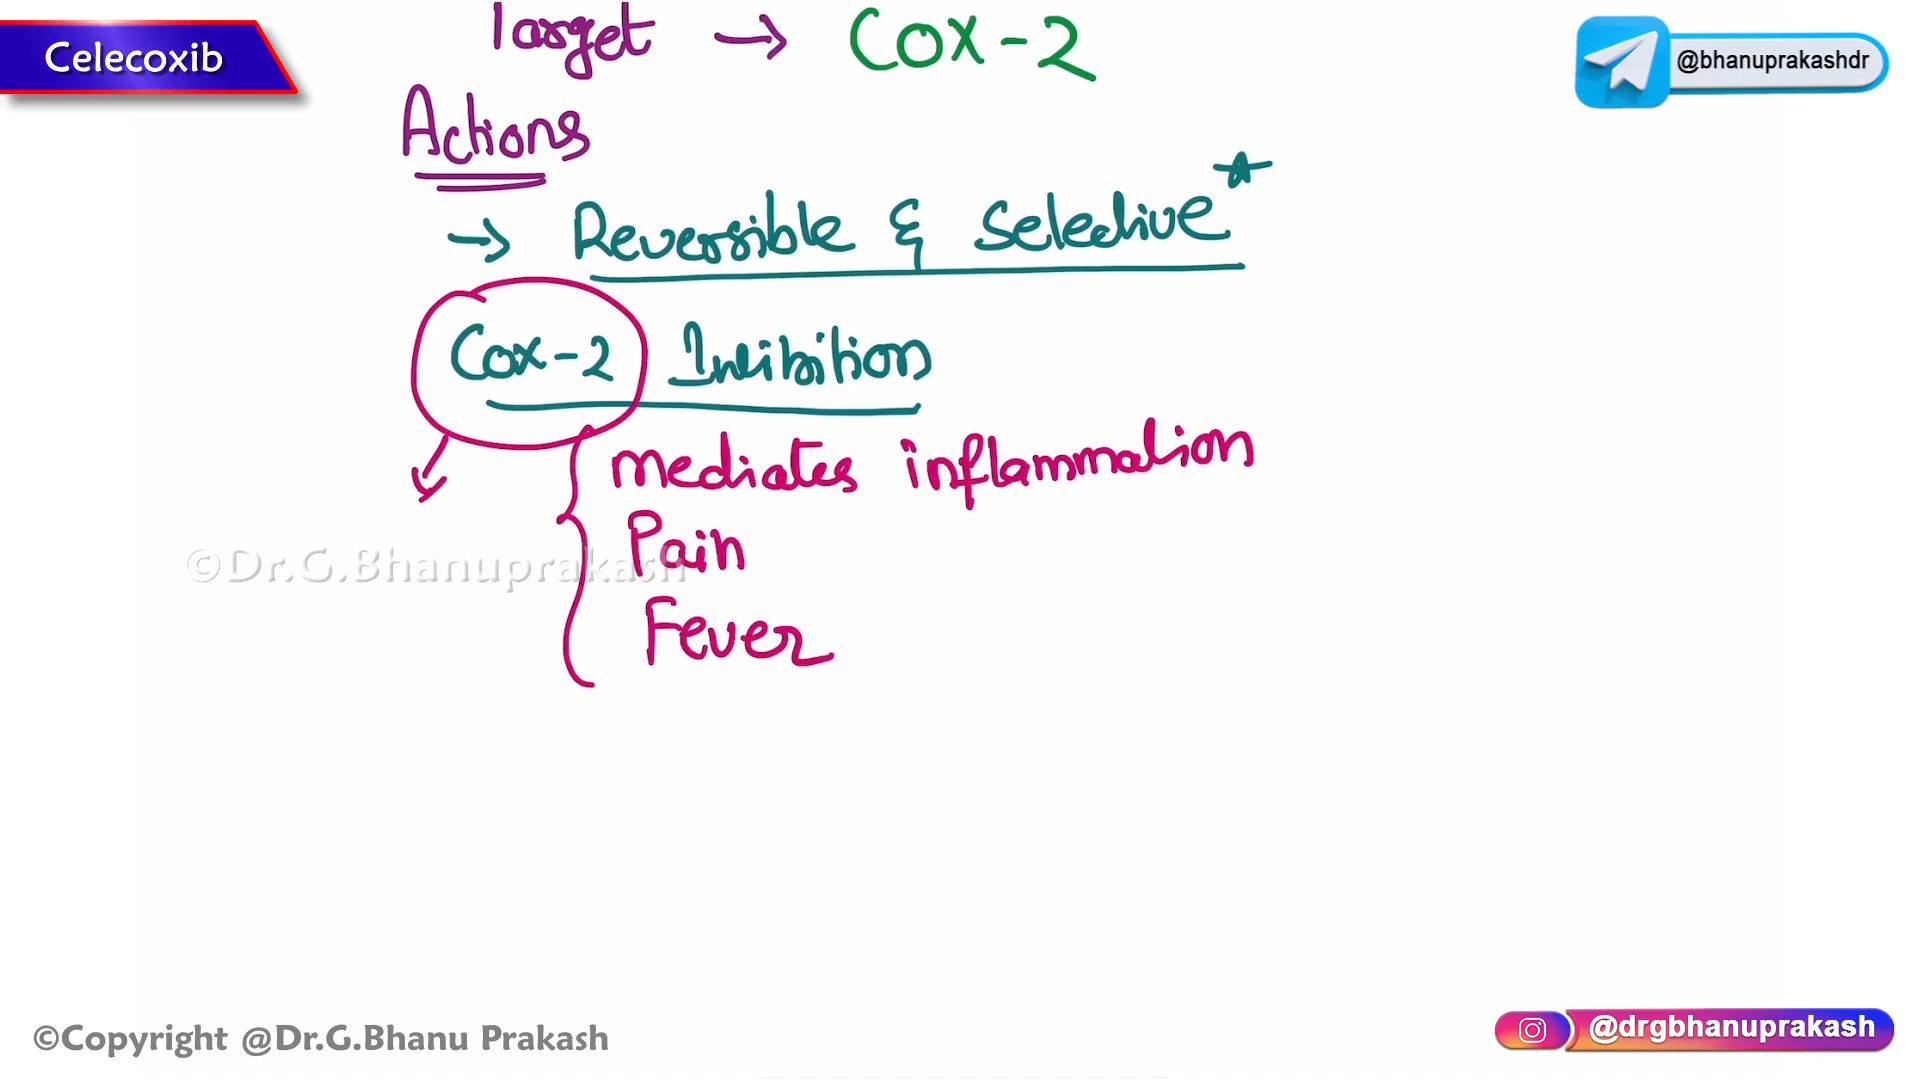 Target → Cox-2
Celecoxib
@bhanuprakashdr
Actions
→ Reversible & Selective*
Cox-2 Inhibition
mediates inflammation
Pain
©Dr.G.Bhanuprakash
Fever
©Copyright @Dr.G.Bhanu Prakash
@drgbhanuprakash